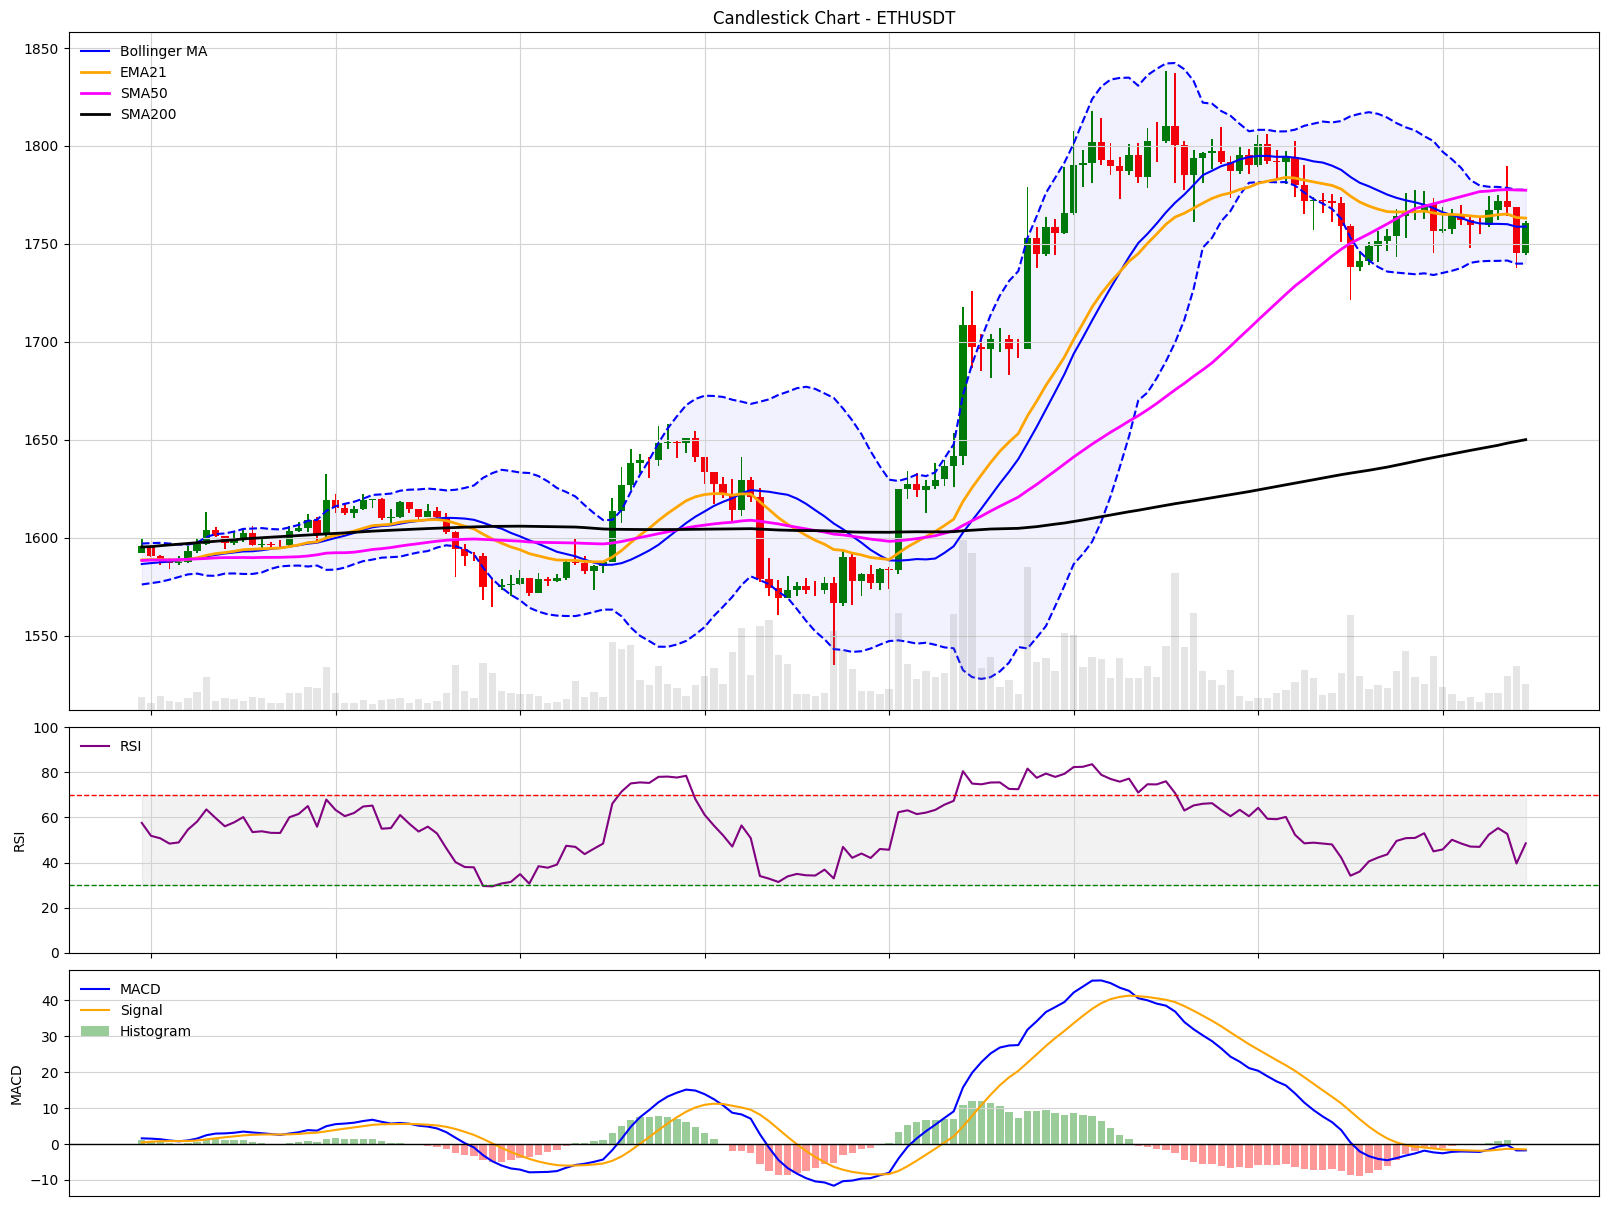 Candlestick Chart - ETHUSDT
1850
1800
1750
1700
1650
1600
1550
Bollinger MA
EMA21
SMA50
SMA200
100
80
60
40
20
0
RSI
RSI
40
30
20
10
0
−10
MACD
MACD
Signal
Histogram